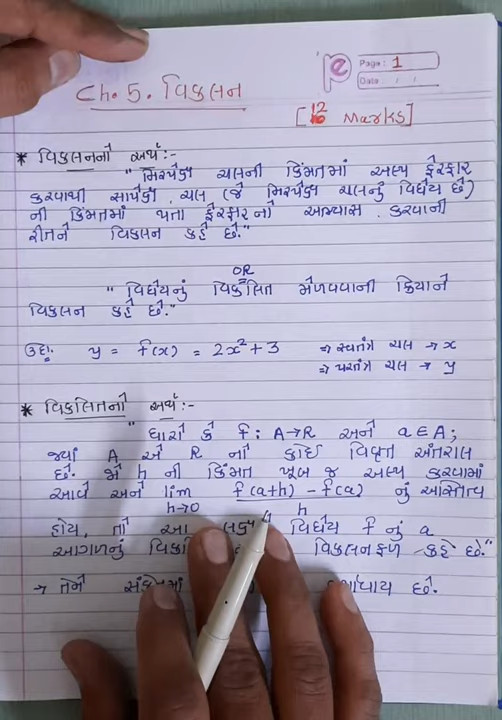 Page: 1
Date: / /
Ch. 5. વિકલન
[12 Marks]
* વિકલનનો અર્થ :-
" નિરપેક્ષ ચલની કિંમતમાં અલ્પ ફેરફાર
કરવાથી સાપેક્ષ ચલ (જે નિરપેક્ષ ચલનું વિધેય છે)
ની કિંમતમાં થતા ફેરફારનો અભ્યાસ કરવાની
રીતને વિકલન કહે છે."
OR
" વિધેયનું વિકલિત મેળવવાની ક્રિયાને
વિકલન કહે છે."
ઉદા: y = f(x) = 2x² + 3 ⇒ સ્વતંત્ર ચલ → x
⇒ પરતંત્ર ચલ → y
* વિકલિતનો અર્થ :-
" ધારો કે f : A→R અને a ∈ A;
જ્યાં A એ R નો કોઈ વિવૃત્ત અંતરાલ
છે. જો h ની કિંમત ખૂબ જ અલ્પ કરવામાં
આવે અને lim f(a+h) - f(a) નું અસ્તિત્વ
h→0 h
હોય, તો આ લક્ષ વિધેય f નું a
આગળનું વિકલન ફળ કહે છે."
→ તેને સંકેતમાં છે.